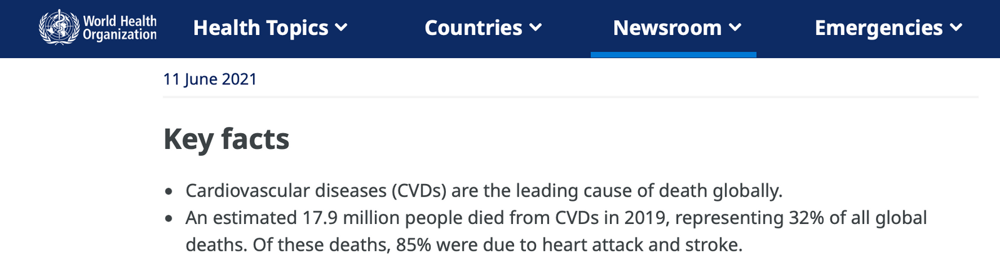 World Health
Organization
Health Topics
Countries
Newsroom
Emergencies
11 June 2021
Key facts
• Cardiovascular diseases (CVDs) are the leading cause of death globally.
• An estimated 17.9 million people died from CVDs in 2019, representing 32% of all global
deaths. Of these deaths, 85% were due to heart attack and stroke.